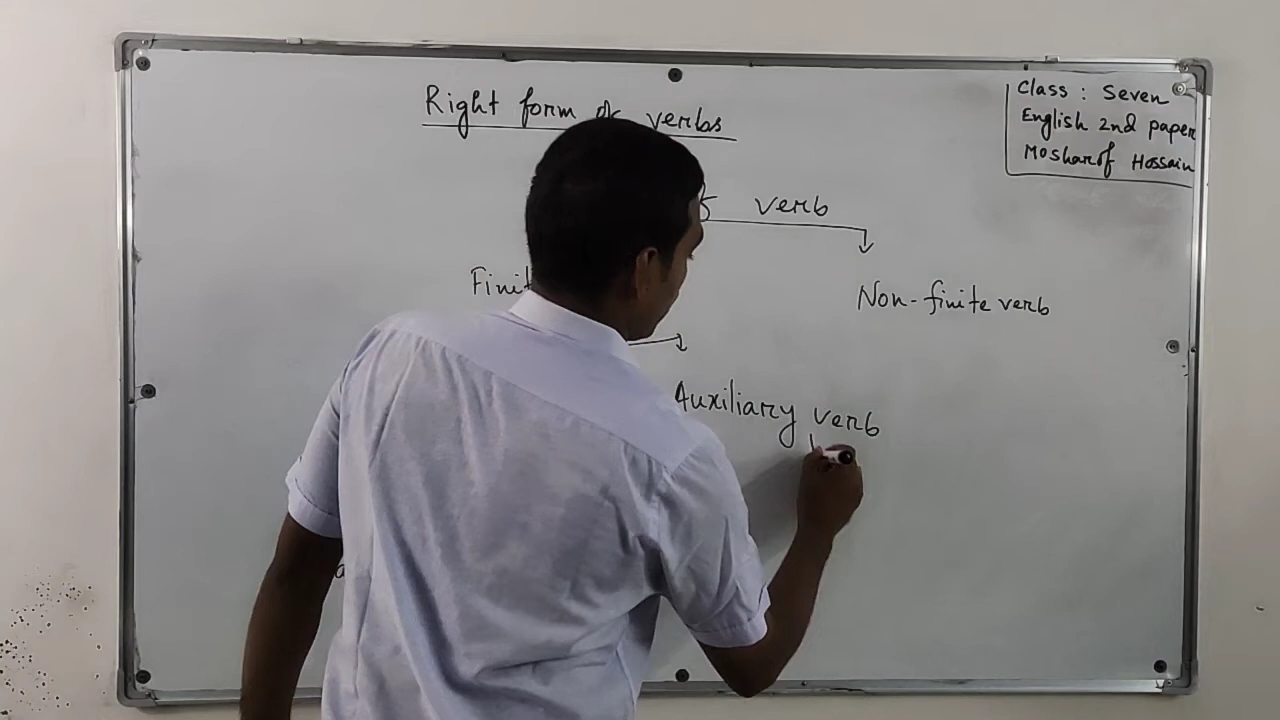 Right form of verbs
Class : Seven
English 2nd paper
Mosharof Hossain
verb
Non-finite verb
Auxiliary verb